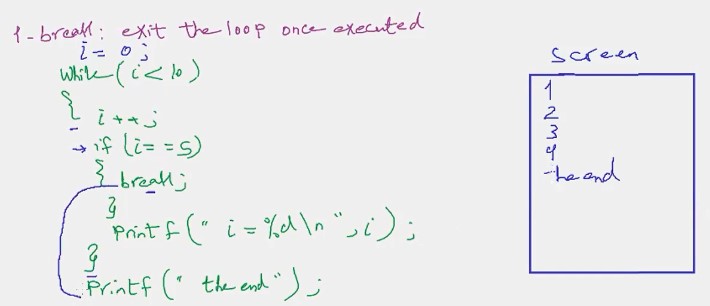 1-break: exit the loop once executed
i = 0;
while(i<10)
{ i++;
→ if (i==5)
{ break;
}
printf(" i=%d\n",i);
}
printf(" the end");
screen
1
2
3
4
the end